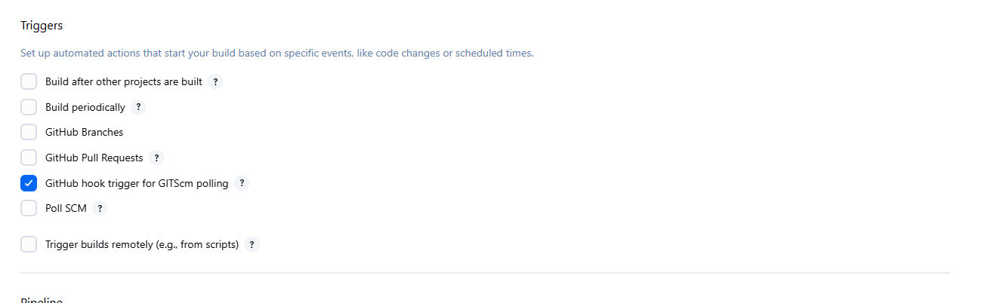 Triggers
Set up automated actions that start your build based on specific events, like code changes or scheduled times.
Build after other projects are built ?
Build periodically ?
GitHub Branches
GitHub Pull Requests ?
GitHub hook trigger for GITScm polling ?
Poll SCM ?
Trigger builds remotely (e.g., from scripts) ?
Pipeline